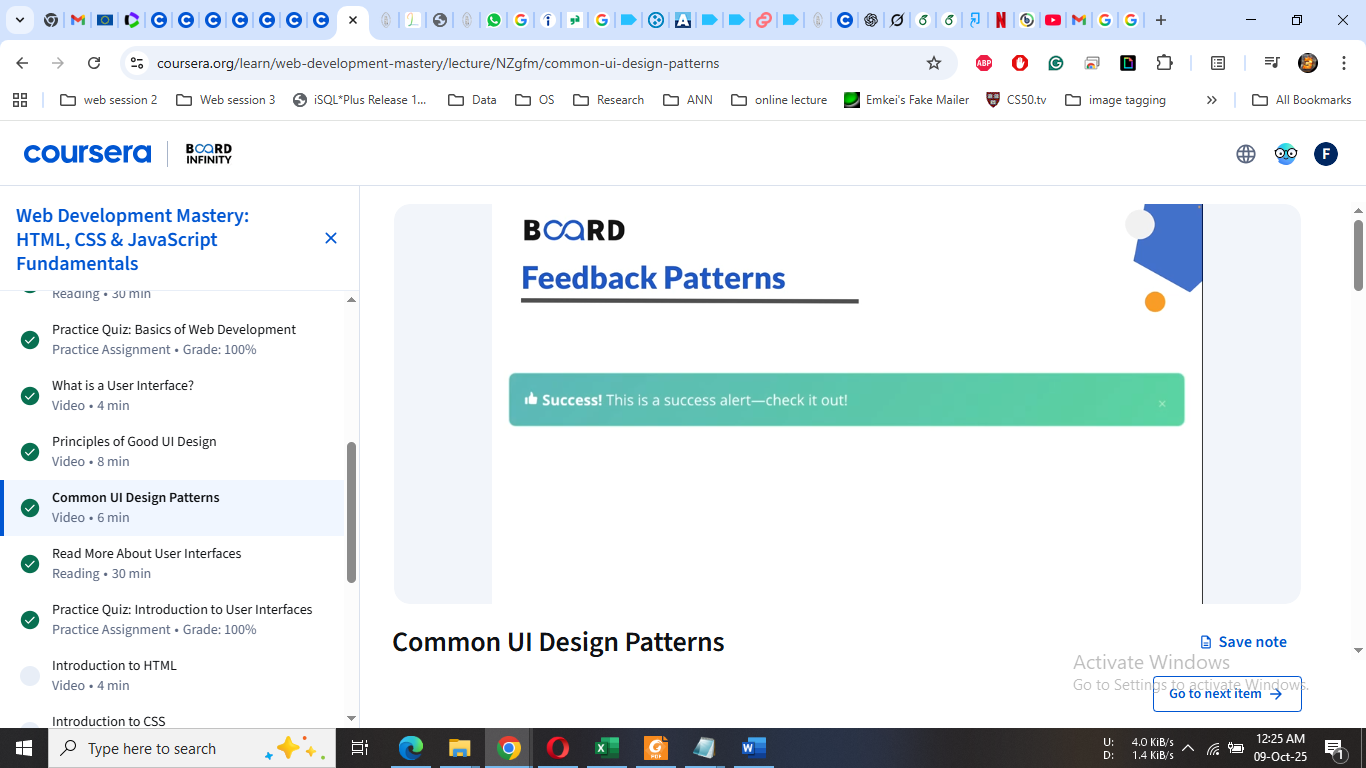 coursera.org/learn/web-development-mastery/lecture/NZgfm/common-ui-design-patterns
ABP
web session 2
Web session 3
iSQL*Plus Release 1...
Data
OS
Research
ANN
online lecture
Emkei's Fake Mailer
CS50.tv
image tagging
»
All Bookmarks
coursera
BOARD
INFINITY
F
Web Development Mastery:
HTML, CSS & JavaScript
Fundamentals
Reading • 30 min
Practice Quiz: Basics of Web Development
Practice Assignment • Grade: 100%
What is a User Interface?
Video • 4 min
Principles of Good UI Design
Video • 8 min
Common UI Design Patterns
Video • 6 min
Read More About User Interfaces
Reading • 30 min
Practice Quiz: Introduction to User Interfaces
Practice Assignment • Grade: 100%
Introduction to HTML
Video • 4 min
Introduction to CSS
BOARD
Feedback Patterns
Success! This is a success alert—check it out!
Common UI Design Patterns
Save note
Activate Windows
Go to Settings to activate Windows.
Go to next item
Type here to search
U: 4.0 KiB/s
D: 1.4 KiB/s
12:25 AM
09-Oct-25
1